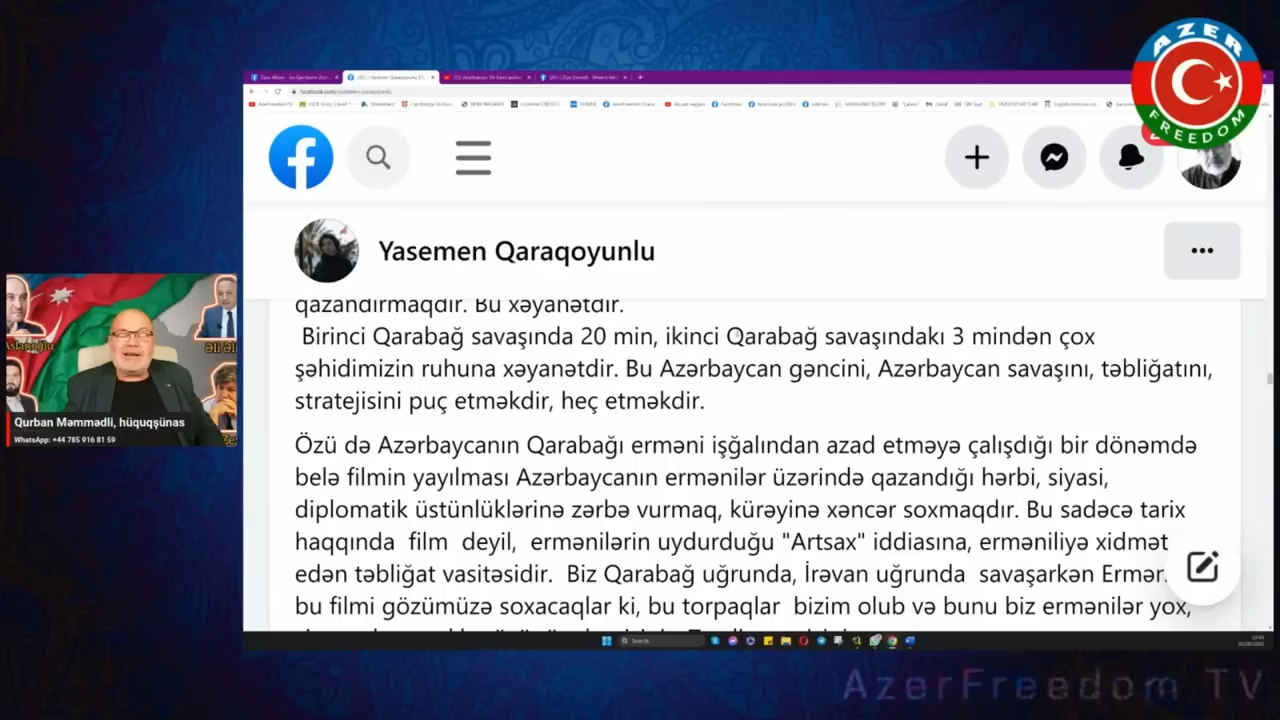 AZER
FREEDOM
facebook.com/yasemen.qaraqoyunlu
Yasemen Qaraqoyunlu
qazandırmaqdır. Bu xəyanətdir.
Birinci Qarabağ savaşında 20 min, ikinci Qarabağ savaşındakı 3 mindən çox
şəhidimizin ruhuna xəyanətdir. Bu Azərbaycan gəncini, Azərbaycan savaşını, təbliğatını,
stratejisini puç etməkdir, heç etməkdir.
Özü də Azərbaycanın Qarabağı erməni işğalından azad etməyə çalışdığı bir dönəmdə
belə filmin yayılması Azərbaycanın ermənilər üzərində qazandığı hərbi, siyasi,
diplomatik üstünlüklərinə zərbə vurmaq, kürəyinə xəncər soxmaqdır. Bu sadəcə tarix
haqqında film deyil, ermənilərin uydurduğu "Artsax" iddiasına, erməniliyə xidmət
edən təbliğat vasitəsidir. Biz Qarabağ uğrunda, İrəvan uğrunda savaşarkən Ermən
bu filmi gözümüzə soxacaqlar ki, bu torpaqlar bizim olub və bunu biz ermənilər yox,
Qurban Məmmədli, hüquqşünas
WhatsApp: +44 785 916 81 59
Search
AzerFreedom TV